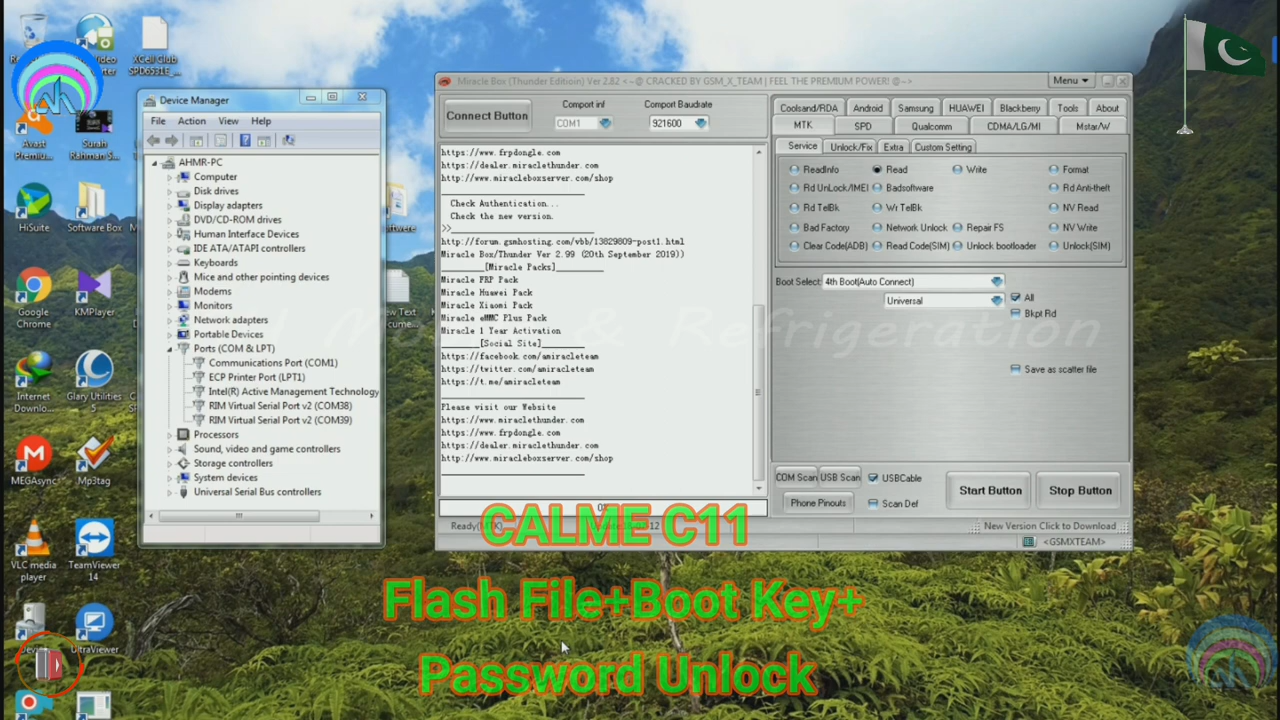 XCell Club
SPD6531E_...
Avast
Premiu...
Surah
Rahman S...
HiSuite
Software Box
Google
Chrome
KMPlayer
Internet
Downlo...
Glary Utilities
5
MEGAsync
Mp3tag
VLC media
player
TeamViewer
14
UltraViewer
Device Manager
File Action View Help
AHMR-PC
Computer
Disk drives
Display adapters
DVD/CD-ROM drives
Human Interface Devices
IDE ATA/ATAPI controllers
Keyboards
Mice and other pointing devices
Modems
Monitors
Network adapters
Portable Devices
Ports (COM & LPT)
Communications Port (COM1)
ECP Printer Port (LPT1)
Intel(R) Active Management Technology
RIM Virtual Serial Port v2 (COM38)
RIM Virtual Serial Port v2 (COM39)
Processors
Sound, video and game controllers
Storage controllers
System devices
Universal Serial Bus controllers
Miracle Box (Thunder Editioin) Ver 2.82 <~@ CRACKED BY GSM_X_TEAM | FEEL THE PREMIUM POWER! @~>
Menu
Connect Button
Comport inf
COM1
Comport Baudrate
921600
https://www.frpdongle.com
https://dealer.miraclethunder.com
http://www.miracleboxserver.com/shop
Check Authentication...
Check the new version.
>>
http://forum.gsmhosting.com/vbb/13829809-post1.html
Miracle Box/Thunder Ver 2.99 (20th September 2019))
[Miracle Packs]
Miracle FRP Pack
Miracle Huawei Pack
Miracle Xiaomi Pack
Miracle eMMC Plus Pack
Miracle 1 Year Activation
[Social Site]
https://facebook.com/amiracleteam
https://twitter.com/amiracleteam
https://t.me/amiracleteam
Please visit our Website
https://www.miraclethunder.com
https://www.frpdongle.com
https://dealer.miraclethunder.com
http://www.miracleboxserver.com/shop
Ready(MTK)
Coolsand/RDA Android Samsung HUAWEI Blackberry Tools About
MTK SPD Qualcomm CDMA/LG/MI Mstar/W
Service Unlock/Fix Extra Custom Setting
ReadInfo Read Write Format
Rd UnLock/IMEI Badsoftware Rd Anti-theft
Rd TelBk Wr TelBk NV Read
Bad Factory Network Unlock Repair FS NV Write
Clear Code(ADB) Read Code(SIM) Unlock bootloader Unlock(SIM)
Boot Select: 4th Boot(Auto Connect)
Universal All
Bkpt Rd
& Refrigeration
Save as scatter file
COM Scan USB Scan USBCable
Phone Pinouts Scan Def
Start Button Stop Button
New Version Click to Download
<GSMXTEAM>
CALME C11
Flash File+Boot Key+
Password Unlock